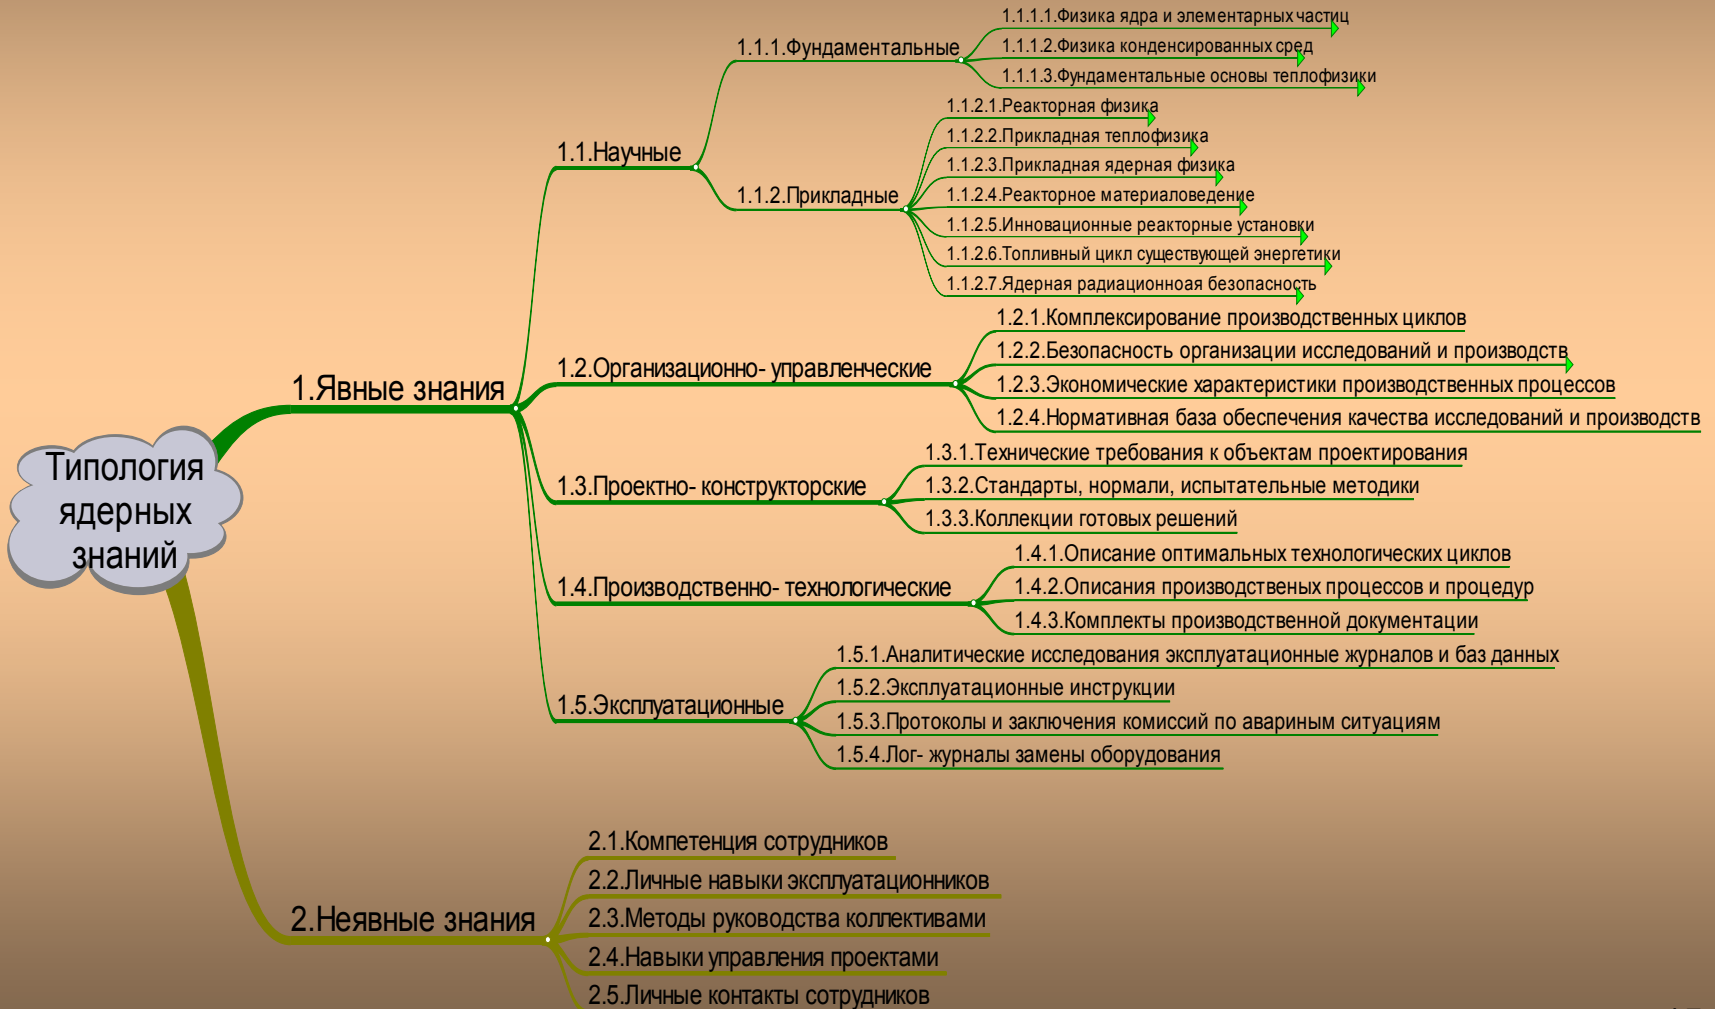 Типология
ядерных
знаний
1.Явные знания
1.1.Научные
1.1.1.Фундаментальные
1.1.1.1.Физика ядра и элементарных частиц
1.1.1.2.Физика конденсированных сред
1.1.1.3.Фундаментальные основы теплофизики
1.1.2.Прикладные
1.1.2.1.Реакторная физика
1.1.2.2.Прикладная теплофизика
1.1.2.3.Прикладная ядерная физика
1.1.2.4.Реакторное материаловедение
1.1.2.5.Инновационные реакторные установки
1.1.2.6.Топливный цикл существующей энергетики
1.1.2.7.Ядерная радиационноая безопасность
1.2.Организационно- управленческие
1.2.1.Комплексирование производственных циклов
1.2.2.Безопасность организации исследований и производств
1.2.3.Экономические характеристики производственных процессов
1.2.4.Нормативная база обеспечения качества исследований и производств
1.3.Проектно- конструкторские
1.3.1.Технические требования к объектам проектирования
1.3.2.Стандарты, нормали, испытательные методики
1.3.3.Коллекции готовых решений
1.4.Производственно- технологические
1.4.1.Описание оптимальных технологических циклов
1.4.2.Описания производственых процессов и процедур
1.4.3.Комплекты производственной документации
1.5.Эксплуатационные
1.5.1.Аналитические исследования эксплуатационные журналов и баз данных
1.5.2.Эксплуатационные инструкции
1.5.3.Протоколы и заключения комиссий по авариным ситуациям
1.5.4.Лог- журналы замены оборудования
2.Неявные знания
2.1.Компетенция сотрудников
2.2.Личные навыки эксплуатационников
2.3.Методы руководства коллективами
2.4.Навыки управления проектами
2.5.Личные контакты сотрудников